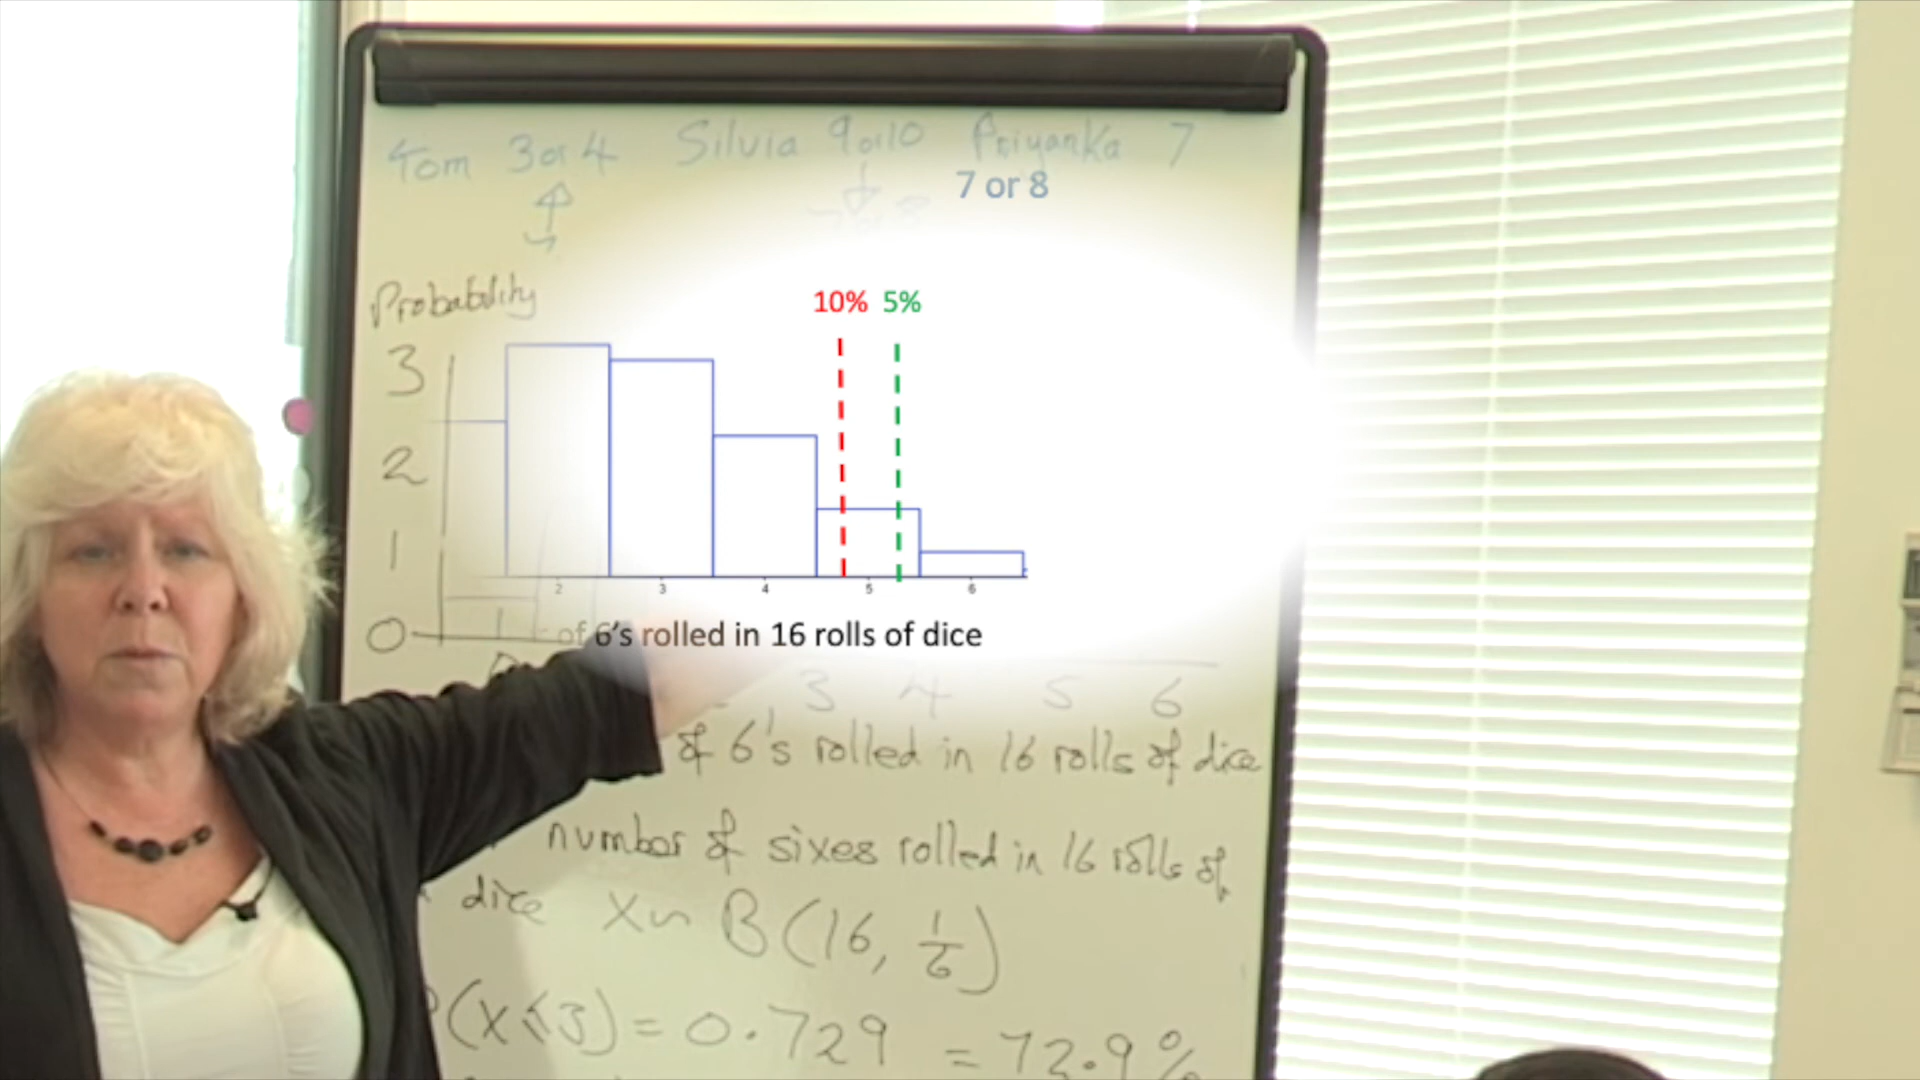 Tom 3 or 4 Silvia 9 or 10 Priyanka 7
7 or 8
Probability
10% 5%
3
2
1
0
2 3 4 5 6
of 6's rolled in 16 rolls of dice
3 4 5 6
of 6's rolled in 16 rolls of dice
number of sixes rolled in 16 rolls of
dice X~ B(16, 1/6)
(X≤3) = 0.729 = 72.9%